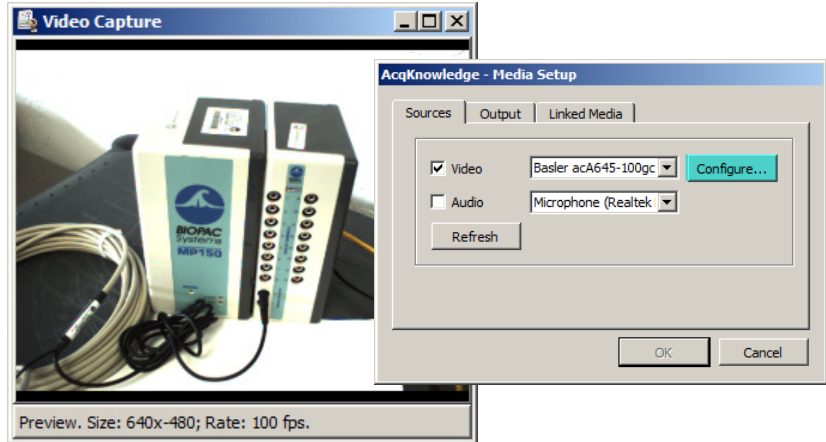 Video Capture
BIOPAC
Systems
MP150
Preview. Size: 640x-480; Rate: 100 fps.
AcqKnowledge - Media Setup
Sources Output Linked Media
Video Basler acA645-100gc Configure...
Audio Microphone (Realtek
Refresh
OK Cancel